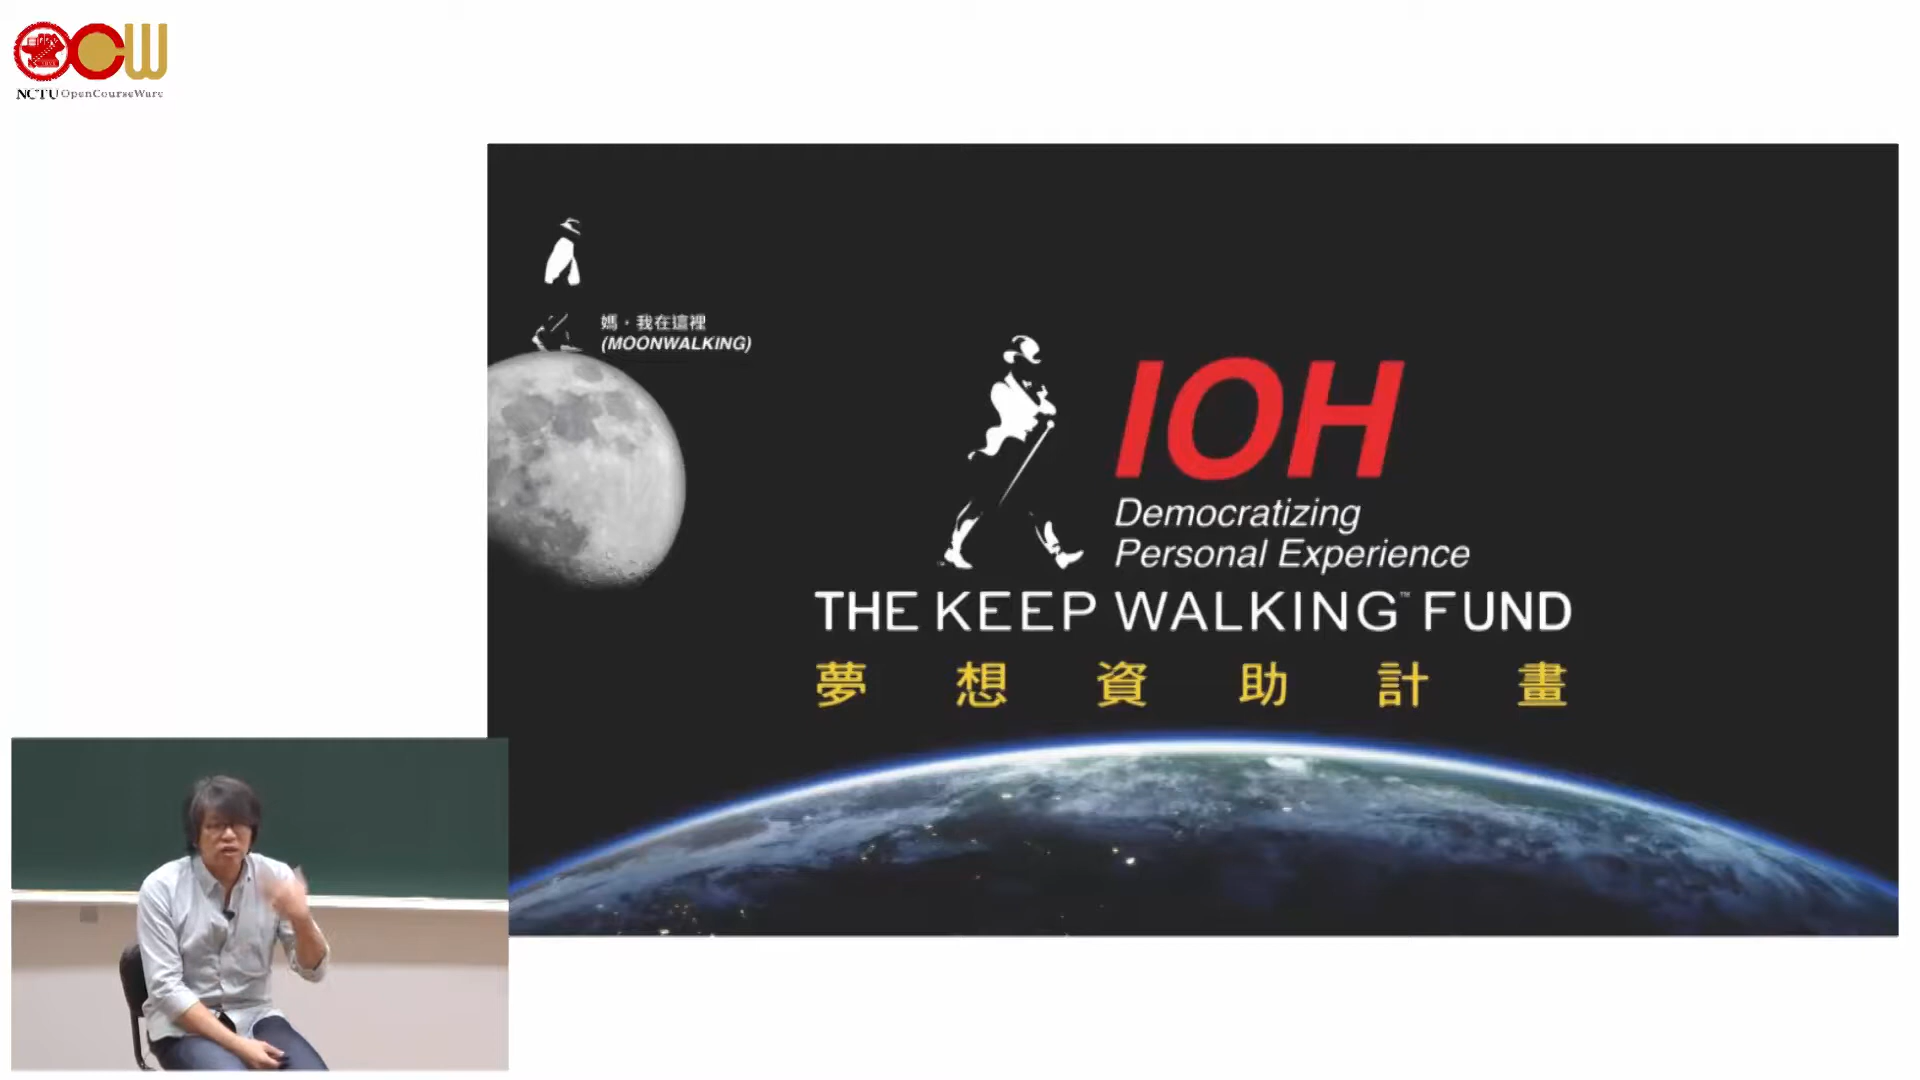 NCTU OpenCourseWare
媽，我在這裡
(MOONWALKING)
IOH
Democratizing
Personal Experience
THE KEEP WALKING™ FUND
夢想資助計畫